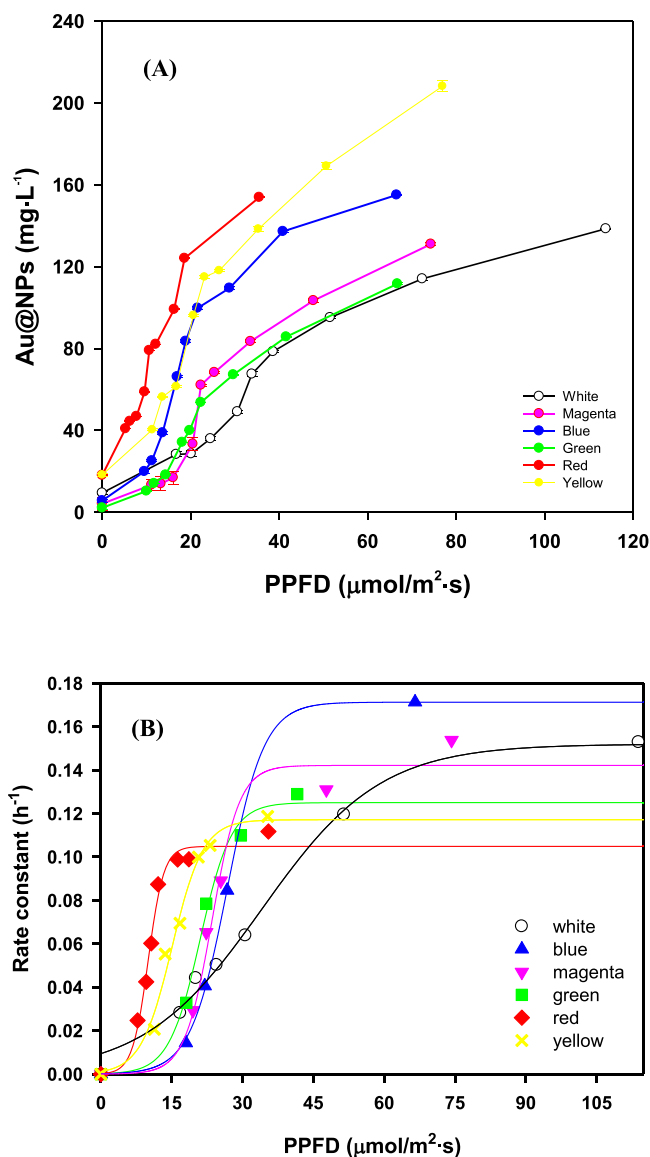 (A)
Au@NPs (mg·L⁻¹)
240
200
160
120
80
40
0
White
Magenta
Blue
Green
Red
Yellow
0 20 40 60 80 100 120
PPFD (μmol/m²·s)
(B)
Rate constant (h⁻¹)
0.18
0.16
0.14
0.12
0.10
0.08
0.06
0.04
0.02
0.00
white
blue
magenta
green
red
yellow
0 15 30 45 60 75 90 105
PPFD (μmol/m²·s)